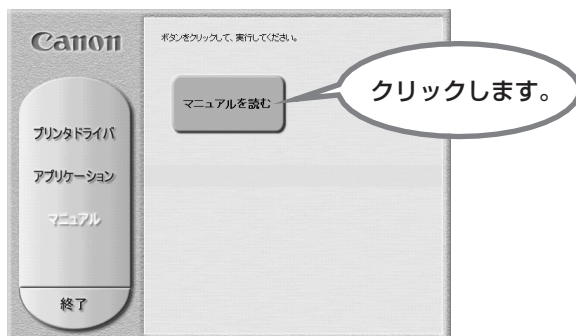 Canon
ボタンをクリックして、実行してください。
マニュアルを読む
クリックします。
プリンタドライバ
アプリケーション
マニュアル
終了